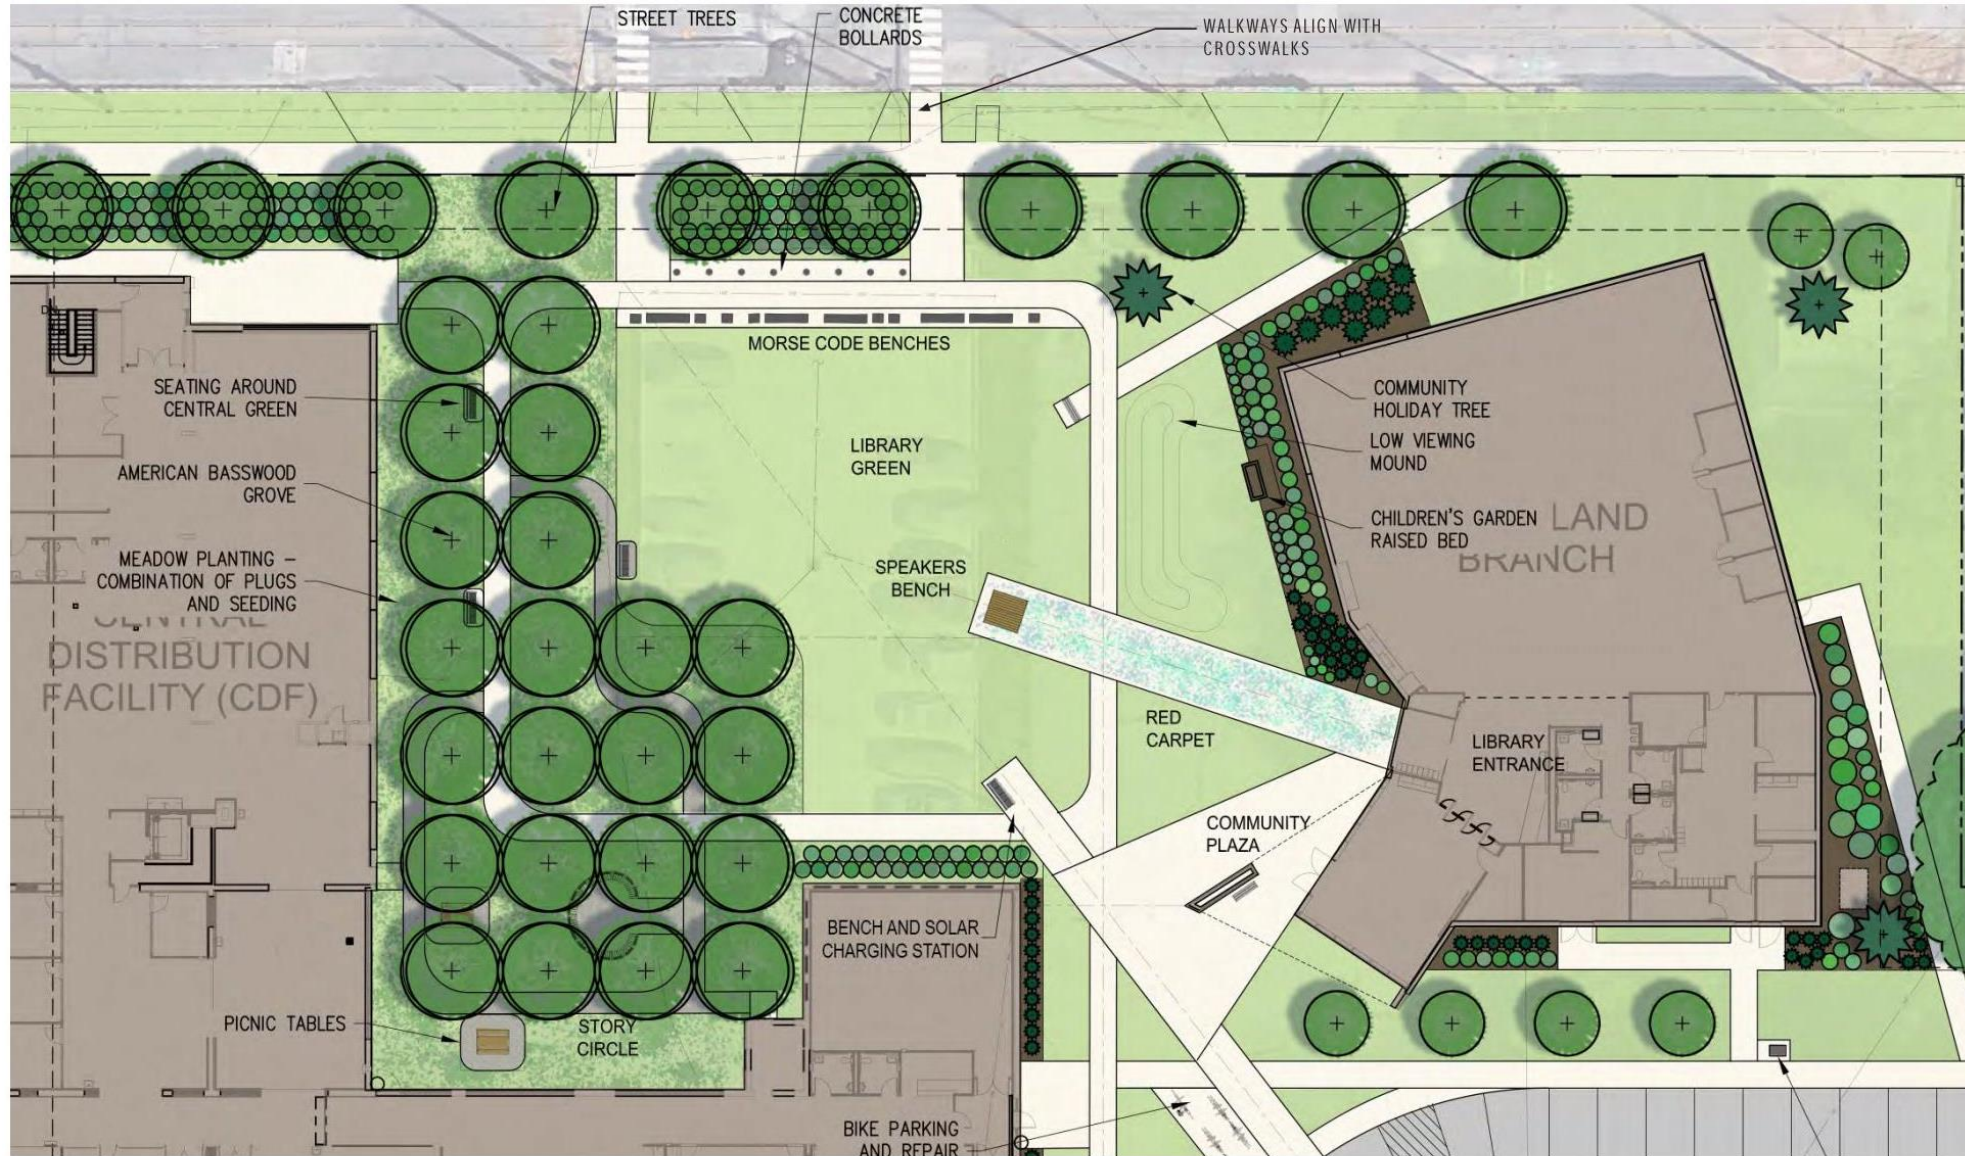 STREET TREES
CONCRETE
BOLLARDS
WALKWAYS ALIGN WITH
CROSSWALKS
MORSE CODE BENCHES
SEATING AROUND
CENTRAL GREEN
COMMUNITY
HOLIDAY TREE
LIBRARY
GREEN
LOW VIEWING
MOUND
AMERICAN BASSWOOD
GROVE
CHILDREN'S GARDEN
RAISED BED
LAND
BRANCH
MEADOW PLANTING –
COMBINATION OF PLUGS
AND SEEDING
SPEAKERS
BENCH
CENTRAL
DISTRIBUTION
FACILITY (CDF)
RED
CARPET
LIBRARY
ENTRANCE
COMMUNITY
PLAZA
BENCH AND SOLAR
CHARGING STATION
PICNIC TABLES
STORY
CIRCLE
BIKE PARKING
AND REPAIR